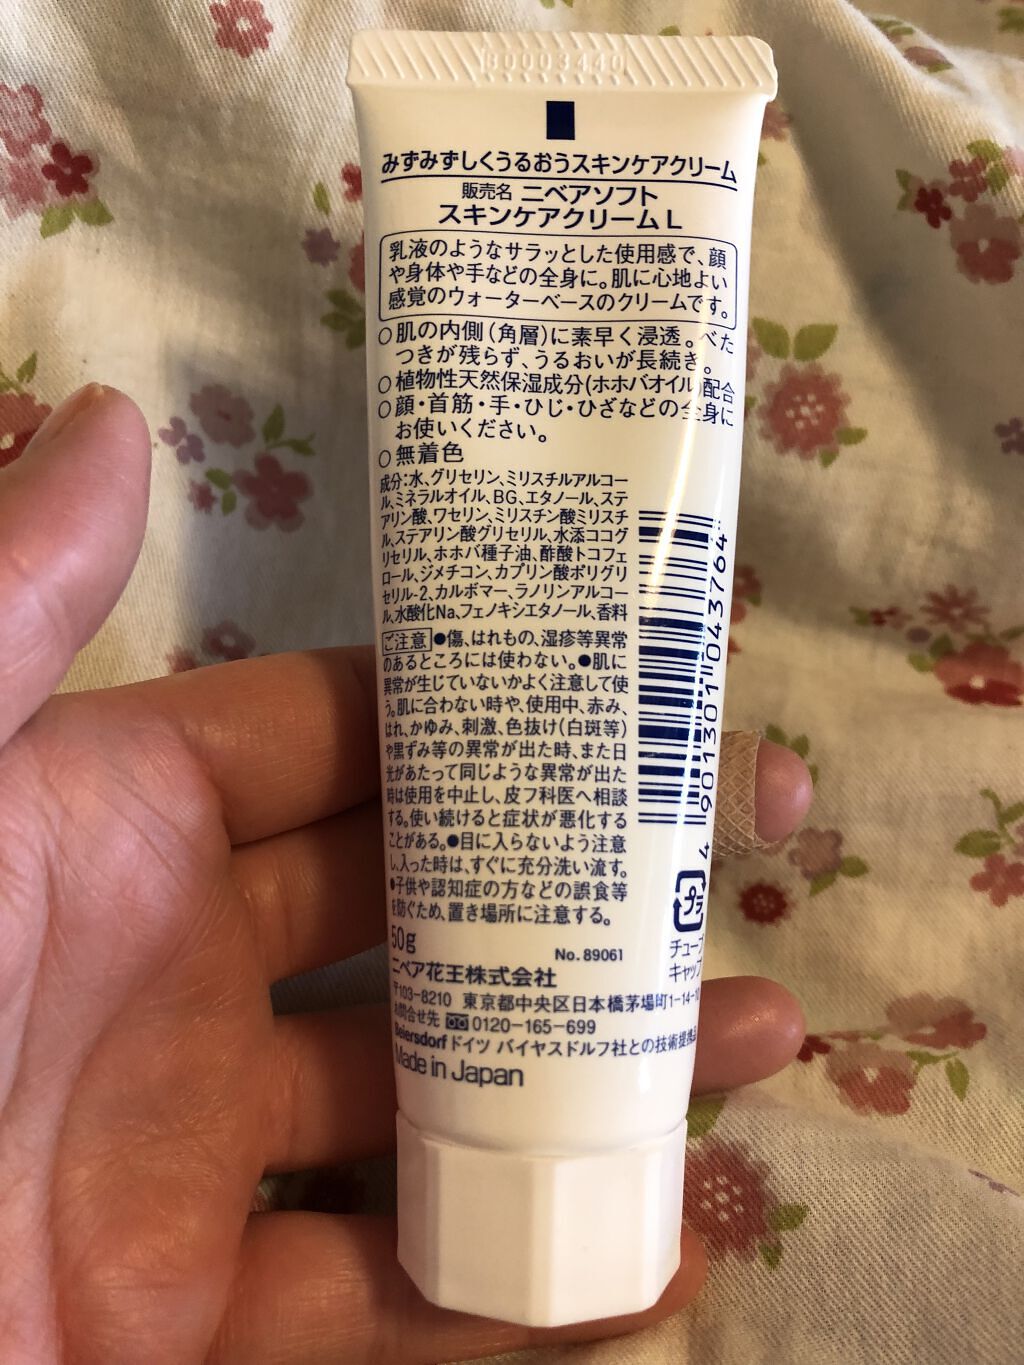 B0003440
みずみずしくうるおうスキンケアクリーム
販売名 ニベアソフト
スキンケアクリームL
乳液のようなサラッとした使用感で、顔
や身体や手などの全身に。肌に心地よい
感覚のウォーターベースのクリームです。
○肌の内側(角層)に素早く浸透。べた
つきが残らず、うるおいが長続き。
○植物性天然保湿成分(ホホバオイル)配合
○顔・首筋・手・ひじ・ひざなどの全身に
お使いください。
○無着色
成分:水、グリセリン、ミリスチルアルコー
ル、ミネラルオイル、BG、エタノール、ステ
アリン酸、ワセリン、ミリスチン酸ミリスチ
ル、ステアリン酸グリセリル、水添ココグ
リセリル、ホホバ種子油、酢酸トコフェ
ロール、ジメチコン、カプリン酸ポリグリ
セリル-2、カルボマー、ラノリンアルコー
ル、水酸化Na、フェノキシエタノール、香料
ご注意 ●傷、はれもの、湿疹等異常
のあるところには使わない。●肌に
異常が生じていないかよく注意して使
う。肌に合わない時や、使用中、赤み、
はれ、かゆみ、刺激、色抜け(白斑等)
や黒ずみ等の異常が出た時、また日
光があたって同じような異常が出た
時は使用を中止し、皮フ科医へ相談
する。使い続けると症状が悪化する
ことがある。●目に入らないよう注意
し、入った時は、すぐに充分洗い流す。
●子供や認知症の方などの誤食等
を防ぐため、置き場所に注意する。
4 901301 043764
プラ
チューブ
キャップ
50g
No.89061
ニベア花王株式会社
〒103-8210 東京都中央区日本橋茅場町1-14-10
お問合せ先 0120-165-699
Beiersdorf ドイツ バイヤスドルフ社との技術提携品
Made in Japan